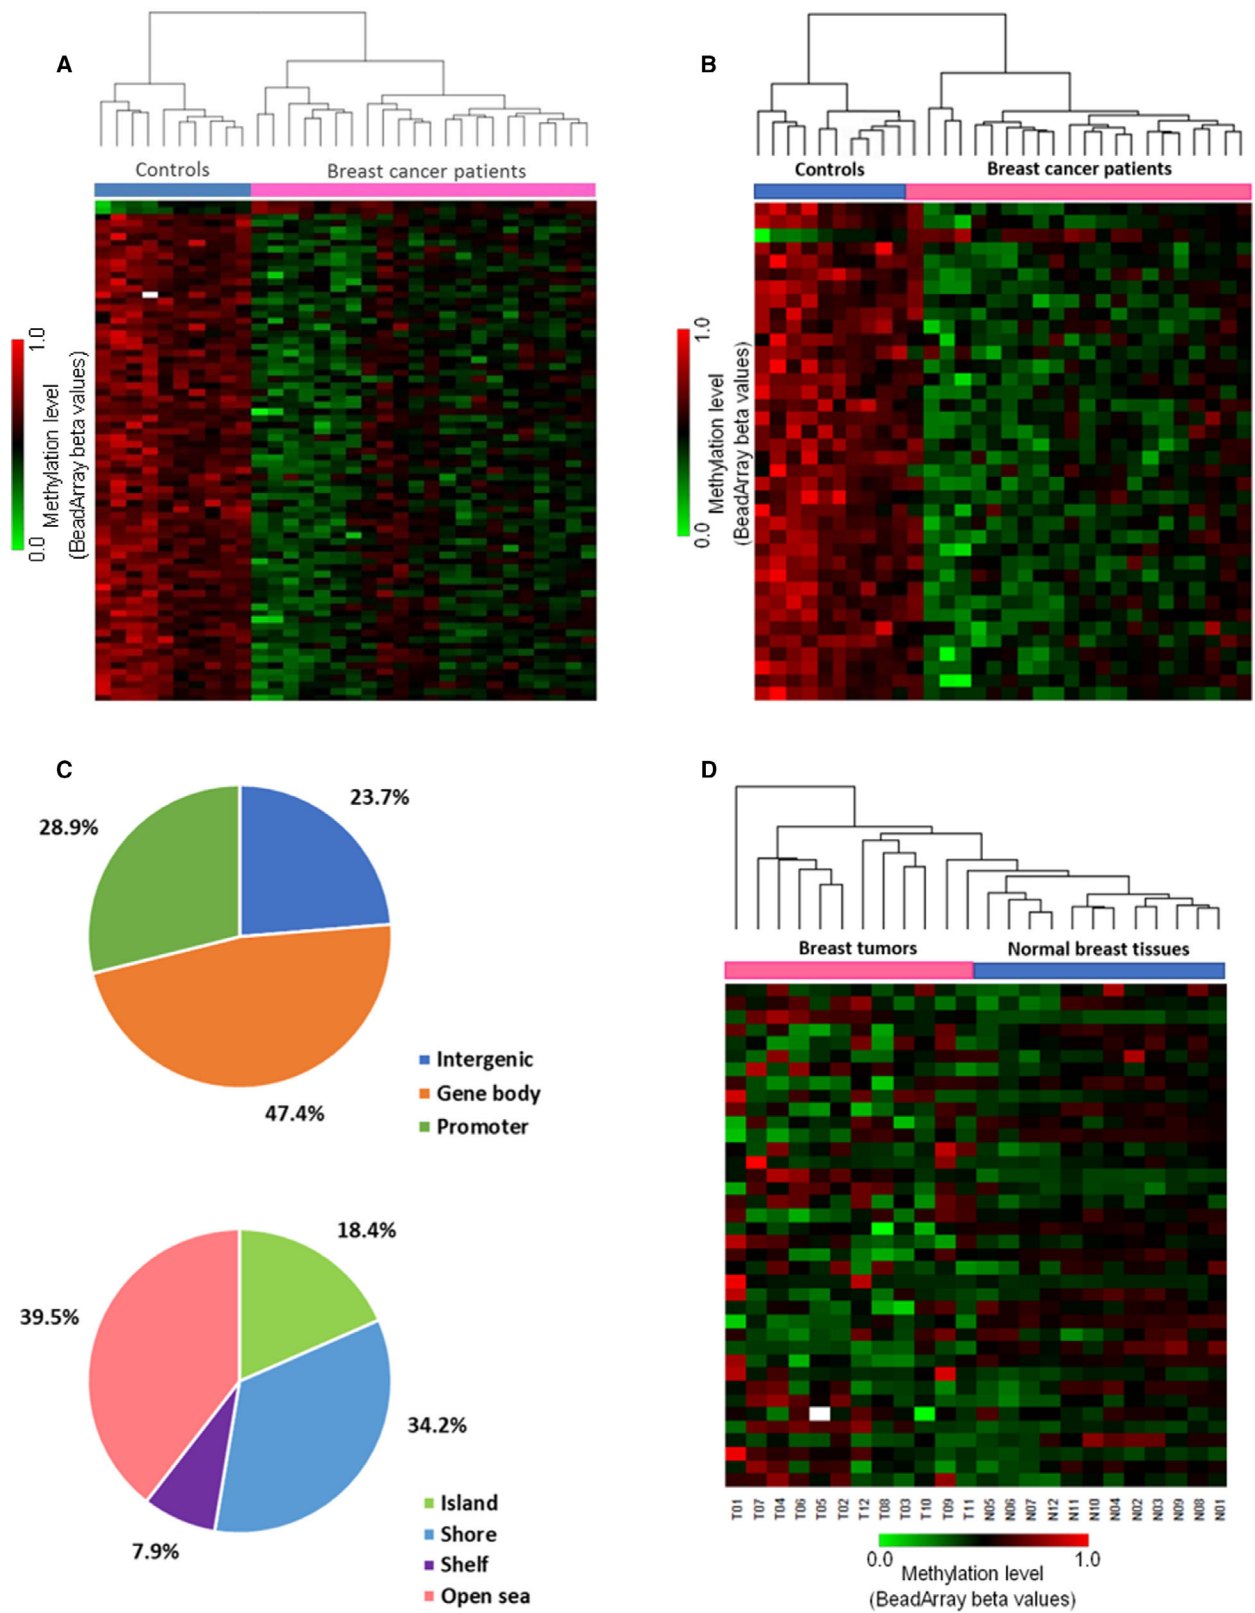 A
Controls
Breast cancer patients
1.0
0.0
Methylation level
(BeadArray beta values)
B
Controls
Breast cancer patients
1.0
0.0
Methylation level
(BeadArray beta values)
C
23.7%
28.9%
47.4%
Intergenic
Gene body
Promoter
18.4%
39.5%
34.2%
7.9%
Island
Shore
Shelf
Open sea
D
Breast tumors
Normal breast tissues
T01 T07 T04 T06 T05 T02 T12 T08 T03 T10 T09 T11 N05 N06 N07 N12 N11 N10 N04 N02 N03 N09 N08 N01
0.0
1.0
Methylation level
(BeadArray beta values)